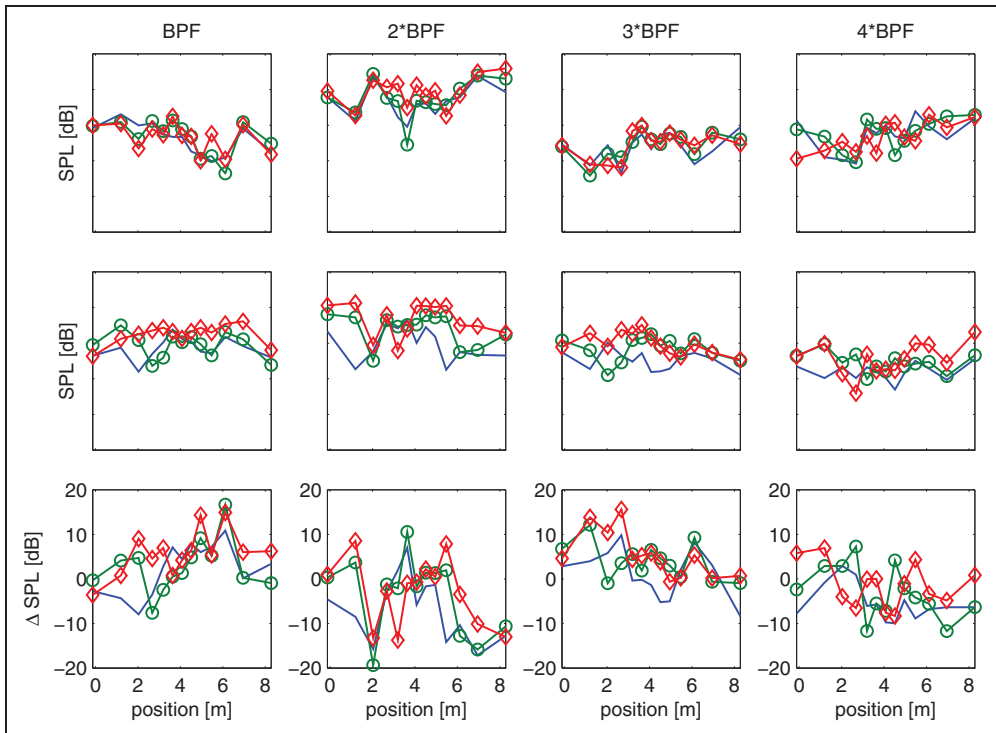 BPF 2*BPF 3*BPF 4*BPF
SPL [dB]
SPL [dB]
Δ SPL [dB]
20 20 20 20
10 10 10 10
0 0 0 0
−10 −10 −10 −10
−20 −20 −20 −20
0 2 4 6 8 0 2 4 6 8 0 2 4 6 8 0 2 4 6 8
position [m] position [m] position [m] position [m]